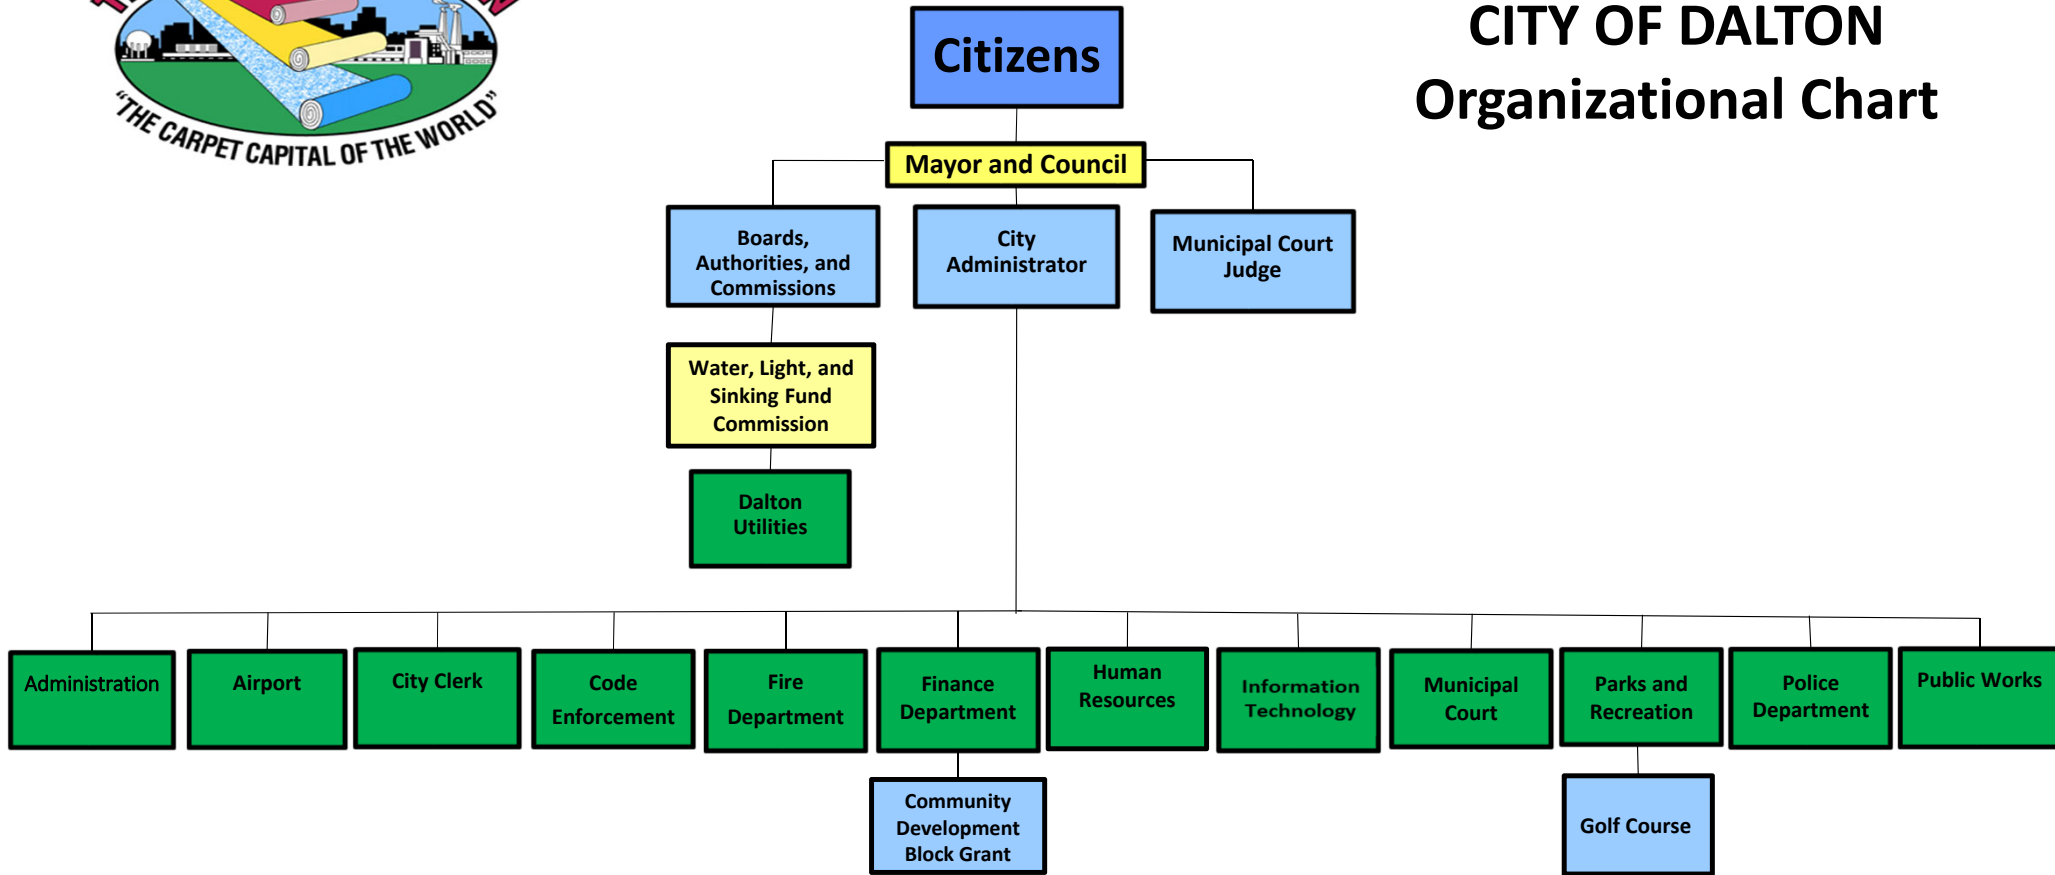 "THE CARPET CAPITAL OF THE WORLD"
CITY OF DALTON
Organizational Chart
Citizens
Mayor and Council
Boards,
Authorities, and
Commissions
City
Administrator
Municipal Court
Judge
Water, Light, and
Sinking Fund
Commission
Dalton
Utilities
Administration
Airport
City Clerk
Code
Enforcement
Fire
Department
Finance
Department
Human
Resources
Information
Technology
Municipal
Court
Parks and
Recreation
Police
Department
Public Works
Community
Development
Block Grant
Golf Course